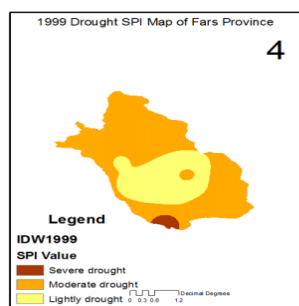 1999 Drought SPI Map of Fars Province
4
Legend
IDW1999
SPI Value
Severe drought
Moderate drought
Lightly drought
Decimal Degrees
0 0.3 0.6 1.2